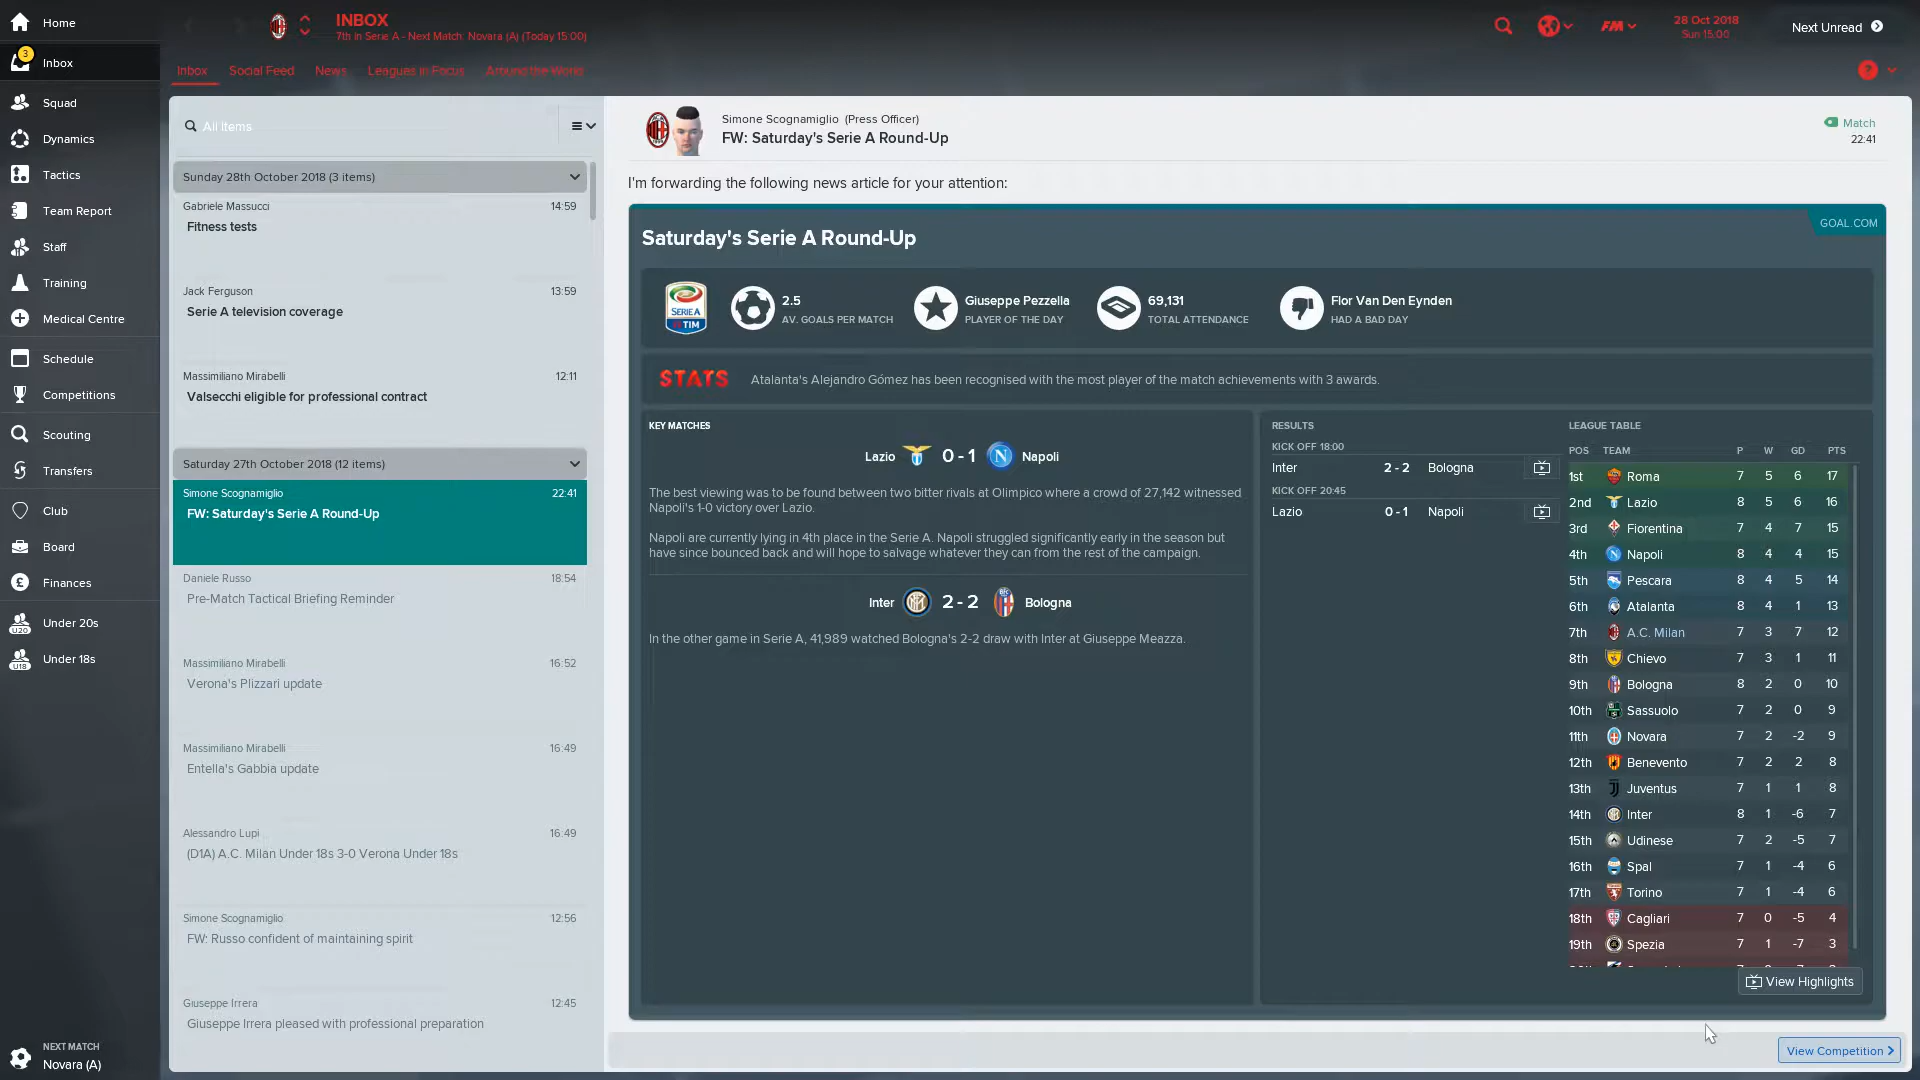 Home
3
Inbox
Squad
Dynamics
Tactics
Team Report
Staff
Training
Medical Centre
Schedule
Competitions
Scouting
Transfers
Club
Board
Finances
U20
Under 20s
U18
Under 18s
NEXT MATCH
Novara (A)
INBOX
7th in Serie A - Next Match: Novara (A) (Today 15:00)
FM
28 Oct 2018
Sun 15:00
Next Unread
Inbox Social Feed News Leagues in Focus Around the World
?
All Items
Sunday 28th October 2018 (3 items)
Gabriele Massucci 14:59
Fitness tests
Jack Ferguson 13:59
Serie A television coverage
Massimiliano Mirabelli 12:11
Valsecchi eligible for professional contract
Saturday 27th October 2018 (12 items)
Simone Scognamiglio 22:41
FW: Saturday's Serie A Round-Up
Daniele Russo 18:54
Pre-Match Tactical Briefing Reminder
Massimiliano Mirabelli 16:52
Verona's Plizzari update
Massimiliano Mirabelli 16:49
Entella's Gabbia update
Alessandro Lupi 16:49
(D1A) A.C. Milan Under 18s 3-0 Verona Under 18s
Simone Scognamiglio 12:56
FW: Russo confident of maintaining spirit
Giuseppe Irrera 12:45
Giuseppe Irrera pleased with professional preparation
Simone Scognamiglio (Press Officer)
FW: Saturday's Serie A Round-Up
Match
22:41
I'm forwarding the following news article for your attention:
GOAL.COM
Saturday's Serie A Round-Up
SERIE A
TIM
2.5
AV. GOALS PER MATCH
Giuseppe Pezzella
PLAYER OF THE DAY
69,131
TOTAL ATTENDANCE
Flor Van Den Eynden
HAD A BAD DAY
STATS Atalanta's Alejandro Gómez has been recognised with the most player of the match achievements with 3 awards.
KEY MATCHES
Lazio 0 - 1 Napoli
The best viewing was to be found between two bitter rivals at Olimpico where a crowd of 27,142 witnessed
Napoli's 1-0 victory over Lazio.
Napoli are currently lying in 4th place in the Serie A. Napoli struggled significantly early in the season but
have since bounced back and will hope to salvage whatever they can from the rest of the campaign.
Inter 2 - 2 Bologna
In the other game in Serie A, 41,989 watched Bologna's 2-2 draw with Inter at Giuseppe Meazza.
RESULTS
KICK OFF 18:00
Inter 2 - 2 Bologna
KICK OFF 20:45
Lazio 0 - 1 Napoli
LEAGUE TABLE
POS TEAM P W GD PTS
1st Roma 7 5 6 17
2nd Lazio 8 5 6 16
3rd Fiorentina 7 4 7 15
4th Napoli 8 4 4 15
5th Pescara 8 4 5 14
6th Atalanta 8 4 1 13
7th A.C. Milan 7 3 7 12
8th Chievo 7 3 1 11
9th Bologna 8 2 0 10
10th Sassuolo 7 2 0 9
11th Novara 7 2 -2 9
12th Benevento 7 2 2 8
13th Juventus 7 1 1 8
14th Inter 8 1 -6 7
15th Udinese 7 2 -5 7
16th Spal 7 1 -4 6
17th Torino 7 1 -4 6
18th Cagliari 7 0 -5 4
19th Spezia 7 1 -7 3
View Highlights
View Competition